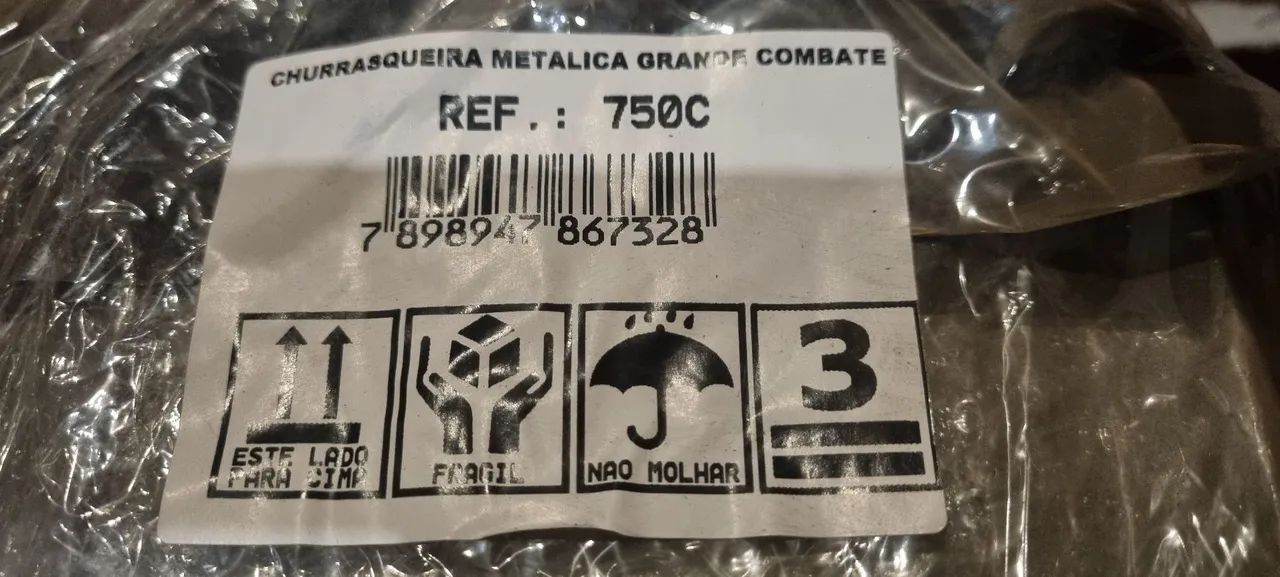 CHURRASQUEIRA METALICA GRANDE COMBATE
REF.: 750C
7 898947 867328
ESTE LADO
PARA CIMA
FRAGIL
NAO MOLHAR
3